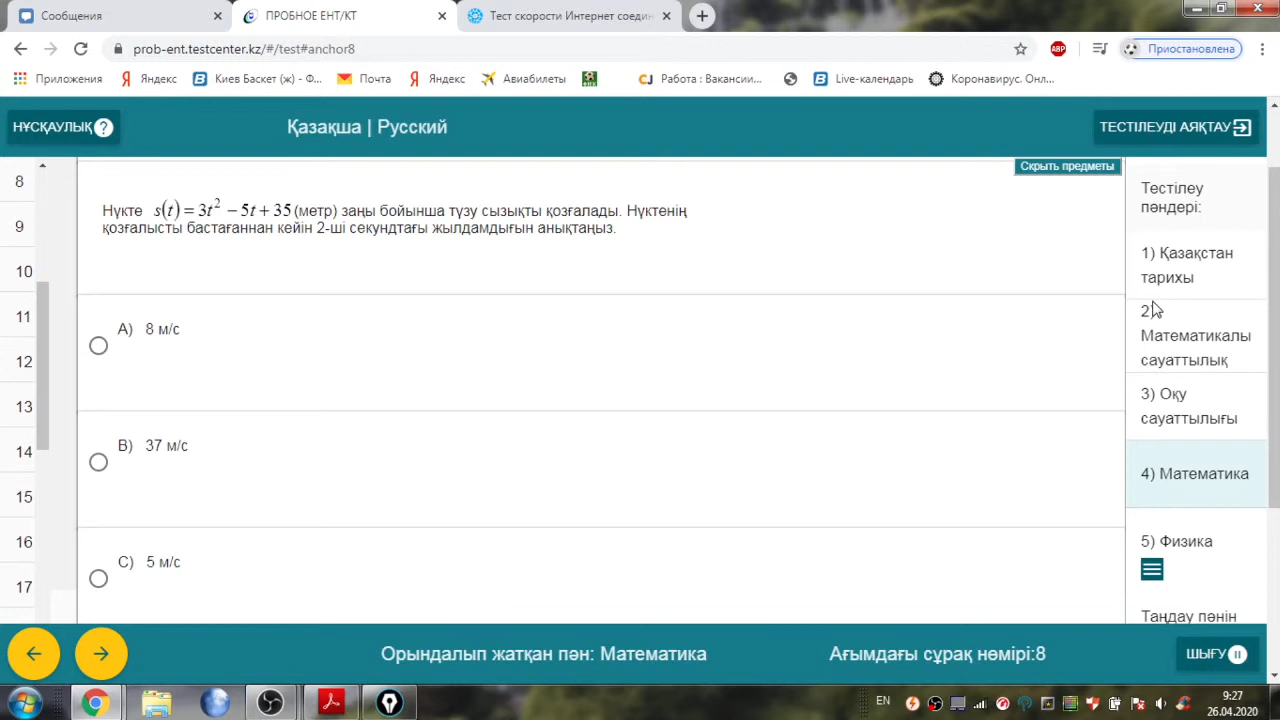 Сообщения
ПРОБНОЕ ЕНТ/КТ
Тест скорости Интернет соедин
prob-ent.testcenter.kz/#/test#anchor8
ABP
Приостановлена
Приложения
Яндекс
Киев Баскет (ж) - Ф...
Почта
Яндекс
Авиабилеты
Работа : Вакансии...
Live-календарь
Коронавирус. Онл...
НҰСҚАУЛЫҚ ?
Қазақша | Русский
ТЕСТІЛЕУДІ АЯҚТАУ
Скрыть предметы
8
9
10
11
12
13
14
15
16
17
Нүкте s(t) = 3t² − 5t + 35 (метр) заңы бойынша түзу сызықты қозғалады. Нүктенің
қозғалысты бастағаннан кейін 2-ші секундтағы жылдамдығын анықтаңыз.
A) 8 м/с
B) 37 м/с
C) 5 м/с
Тестілеу
пәндері:
1) Қазақстан
тарихы
2)
Математикалы
сауаттылық
3) Оқу
сауаттылығы
4) Математика
5) Физика
Таңдау пәнін
Орындалып жатқан пән: Математика
Ағымдағы сұрақ нөмірі:8
ШЫҒУ
EN
9:27
26.04.2020